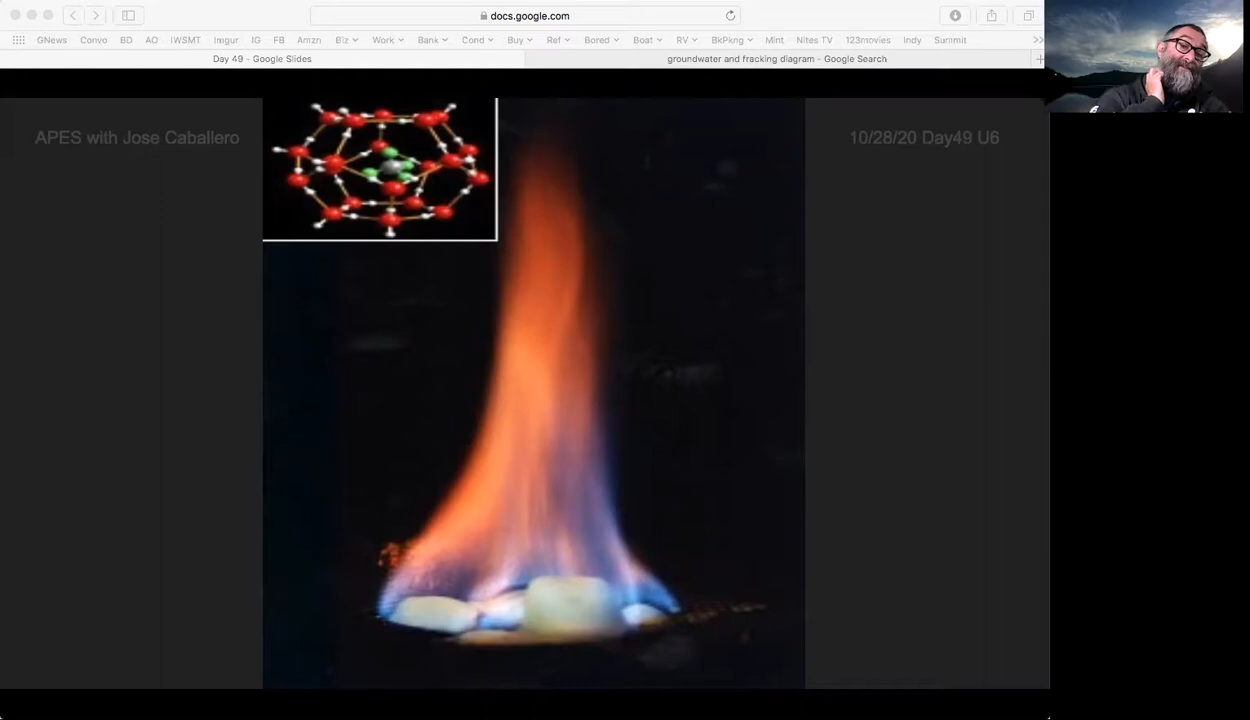 docs.google.com
GNews Convo BD AO IWSMT Imgur IG FB Amzn Biz Work Bank Cond Buy Ref Bored Boat RV BkPkng Mint Nites TV 123movies Indy Summit
Day 49 - Google Slides groundwater and fracking diagram - Google Search
APES with Jose Caballero 10/28/20 Day49 U6